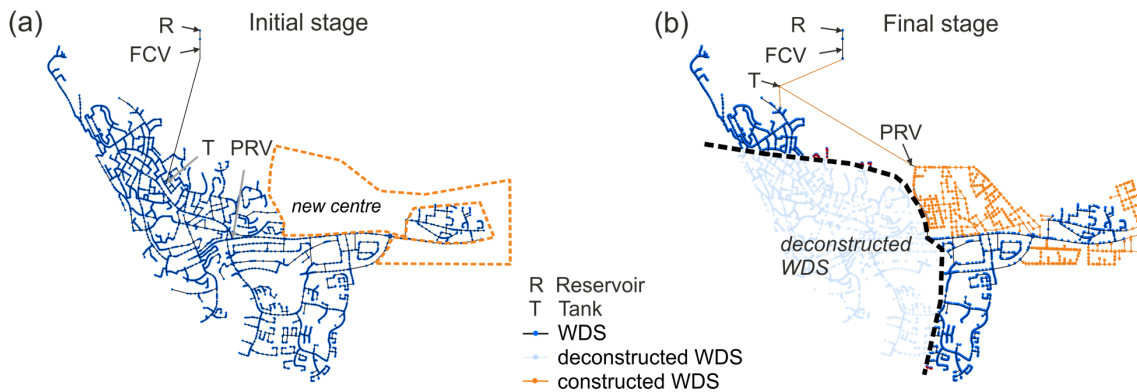 (a)
Initial stage
R
FCV
T
PRV
new centre
R Reservoir
T Tank
WDS
deconstructed WDS
constructed WDS
(b)
Final stage
R
FCV
T
PRV
deconstructed
WDS